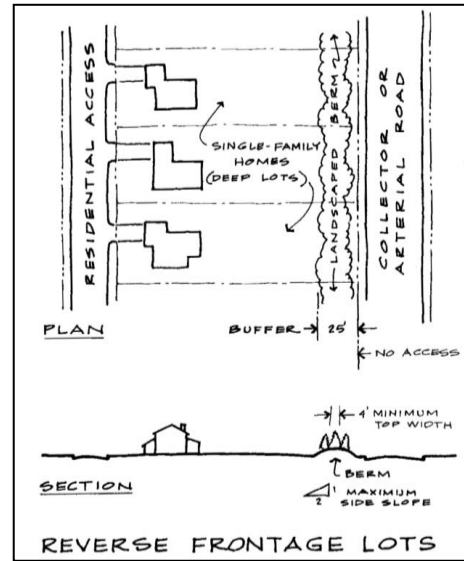 RESIDENTIAL ACCESS
SINGLE-FAMILY
HOMES
(DEEP LOTS)
LANDSCAPED BERM
COLLECTOR OR
ARTERIAL ROAD
PLAN
BUFFER 25'
NO ACCESS
4' MINIMUM
TOP WIDTH
BERM
SECTION
1
2
MAXIMUM
SIDE SLOPE
REVERSE FRONTAGE LOTS